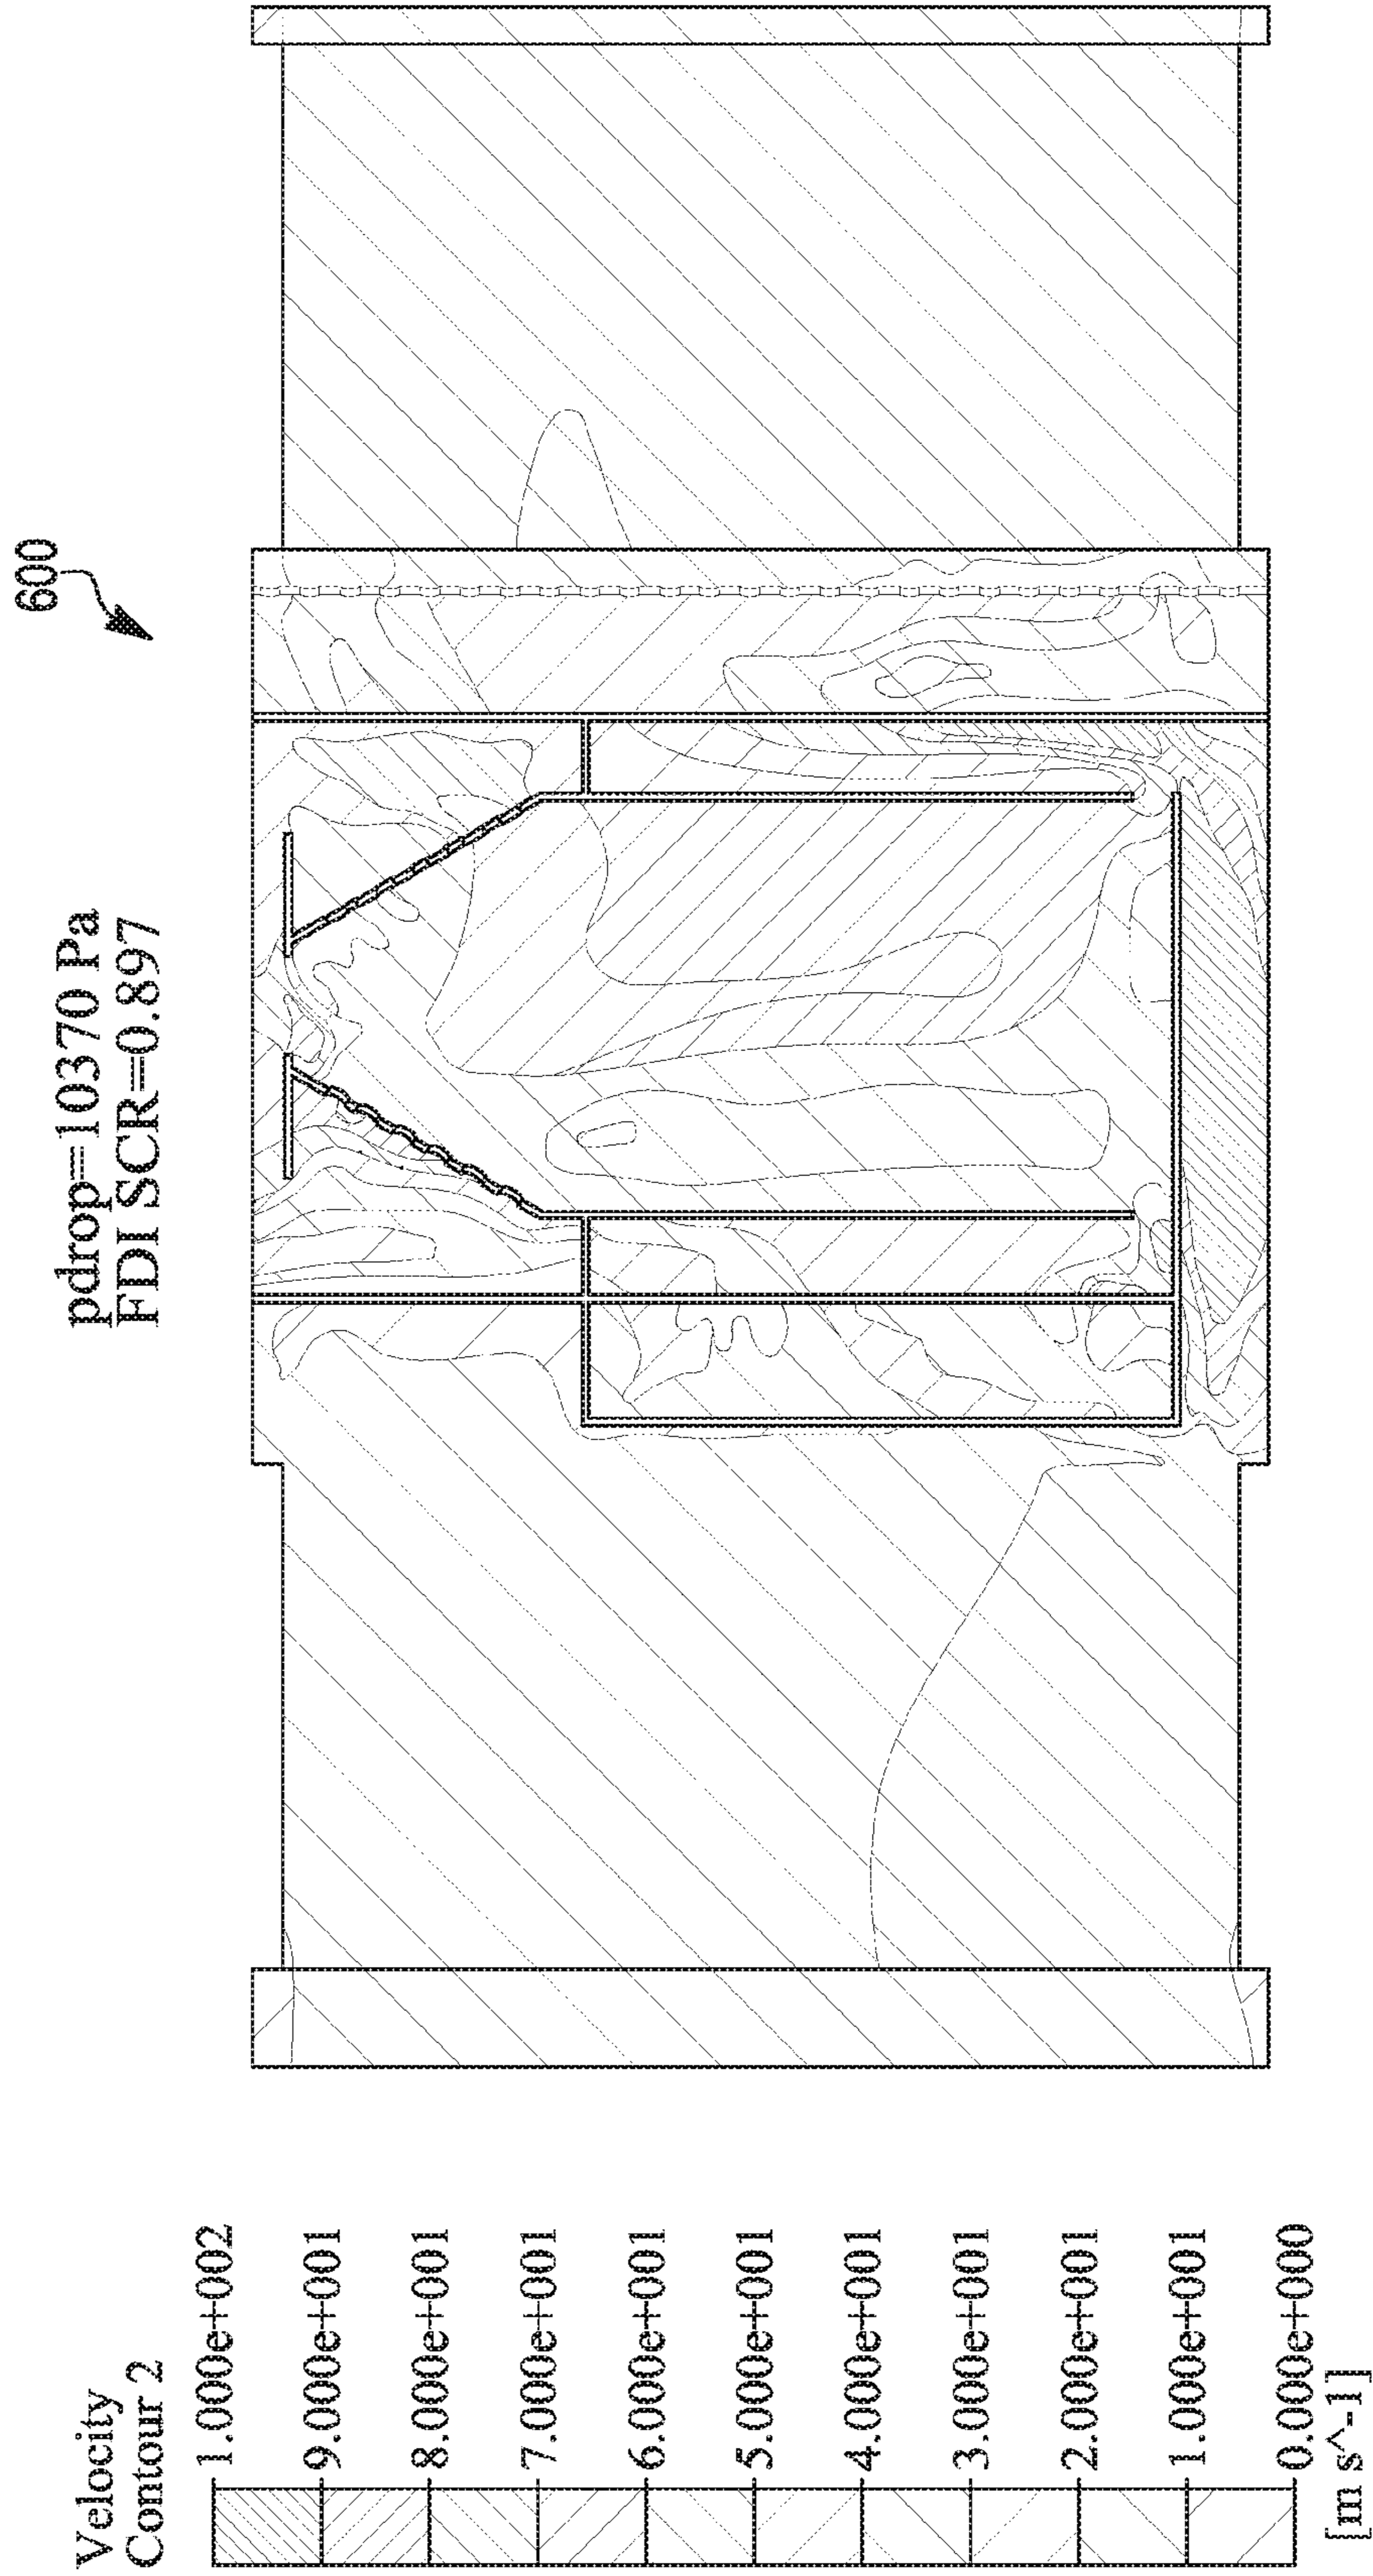 600
pdrop=10370 Pa
FDI SCR=0.897
Velocity
Contour 2
1.000e+002
9.000e+001
8.000e+001
7.000e+001
6.000e+001
5.000e+001
4.000e+001
3.000e+001
2.000e+001
1.000e+001
0.000e+000
[m s^-1]